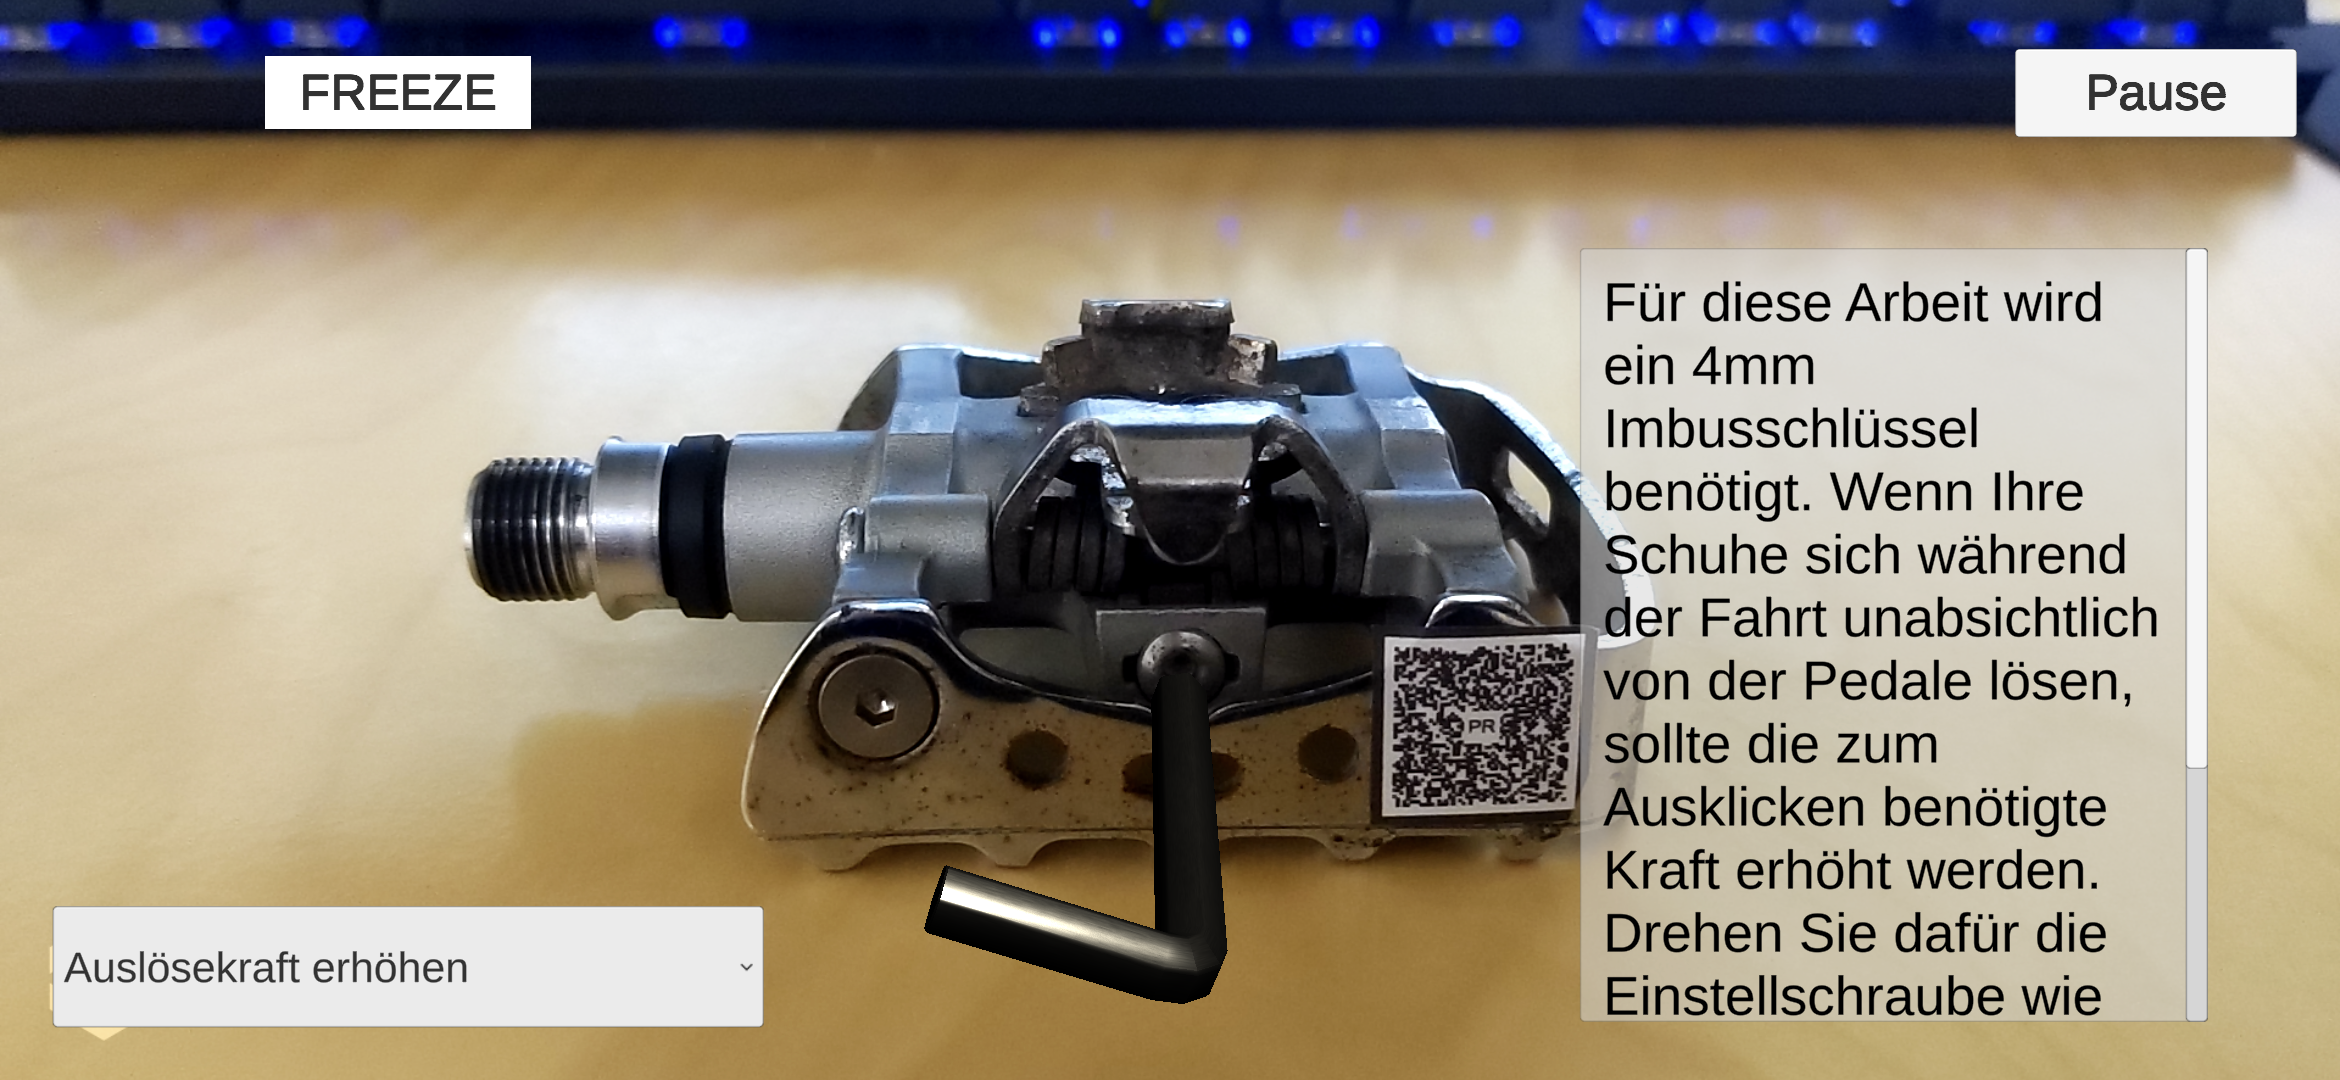 FREEZE
Pause
Für diese Arbeit wird
ein 4mm
Imbusschlüssel
benötigt. Wenn Ihre
Schuhe sich während
der Fahrt unabsichtlich
von der Pedale lösen,
sollte die zum
Ausklicken benötigte
Kraft erhöht werden.
Drehen Sie dafür die
Einstellschraube wie
PR
Auslösekraft erhöhen